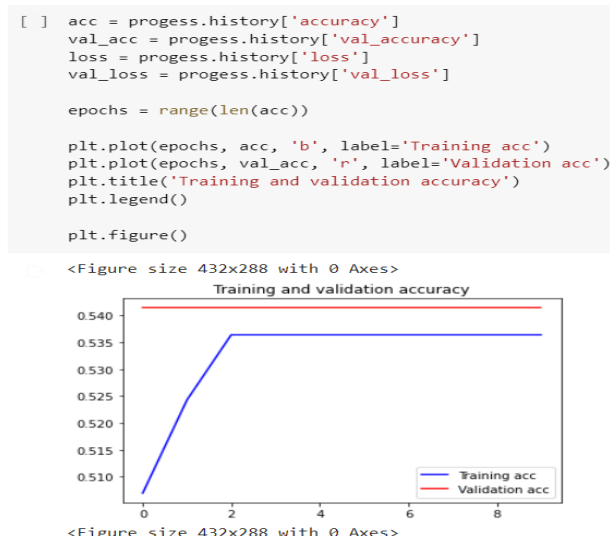 [ ] acc = progess.history['accuracy']
val_acc = progess.history['val_accuracy']
loss = progess.history['loss']
val_loss = progess.history['val_loss']
epochs = range(len(acc))
plt.plot(epochs, acc, 'b', label='Training acc')
plt.plot(epochs, val_acc, 'r', label='Validation acc')
plt.title('Training and validation accuracy')
plt.legend()
plt.figure()
<Figure size 432x288 with 0 Axes>
Training and validation accuracy
0.540
0.535
0.530
0.525
0.520
0.515
0.510
Training acc
Validation acc
0 2 4 6 8
<Figure size 432x288 with 0 Axes>